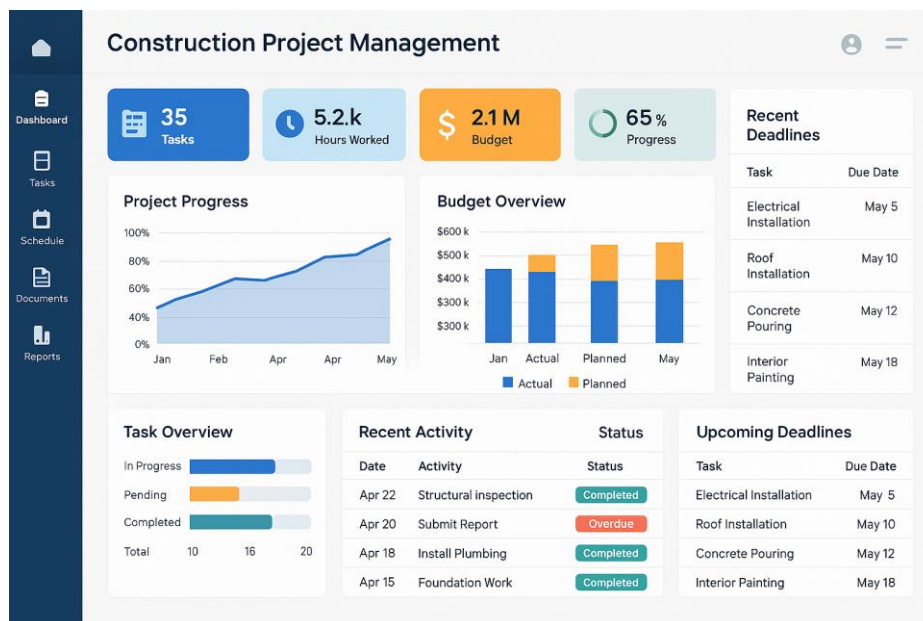 Construction Project Management
Dashboard
Tasks
Schedule
Documents
Reports
35
Tasks
5.2.k
Hours Worked
$ 2.1 M
Budget
65 %
Progress
Recent
Deadlines
Task Due Date
Electrical
Installation
May 5
Roof
Installation
May 10
Concrete
Pouring
May 12
Interior
Painting
May 18
Project Progress
100%
80%
60%
40%
0%
Jan Feb Apr Apr May
Budget Overview
$600 k
$500 k
$400 k
$300 k
$300 k
Jan Actual Planned May
Actual Planned
Task Overview
In Progress
Pending
Completed
Total 10 16 20
Recent Activity Status
Date Activity Status
Apr 22 Structural inspection Completed
Apr 20 Submit Report Overdue
Apr 18 Install Plumbing Completed
Apr 15 Foundation Work Completed
Upcoming Deadlines
Task Due Date
Electrical Installation May 5
Roof Installation May 10
Concrete Pouring May 12
Interior Painting May 18